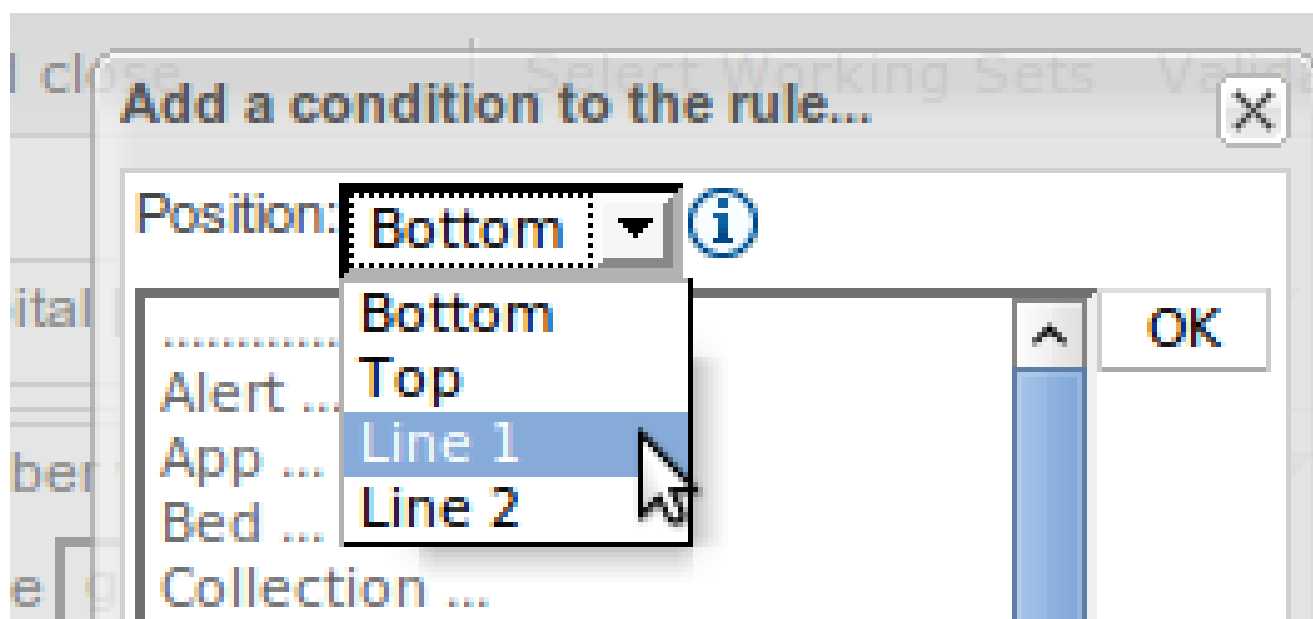 close Select Working Sets
Add a condition to the rule...
Position: Bottom
Bottom
OK
Top
Alert ...
Line 1
App ...
Line 2
Bed ...
Collection ...